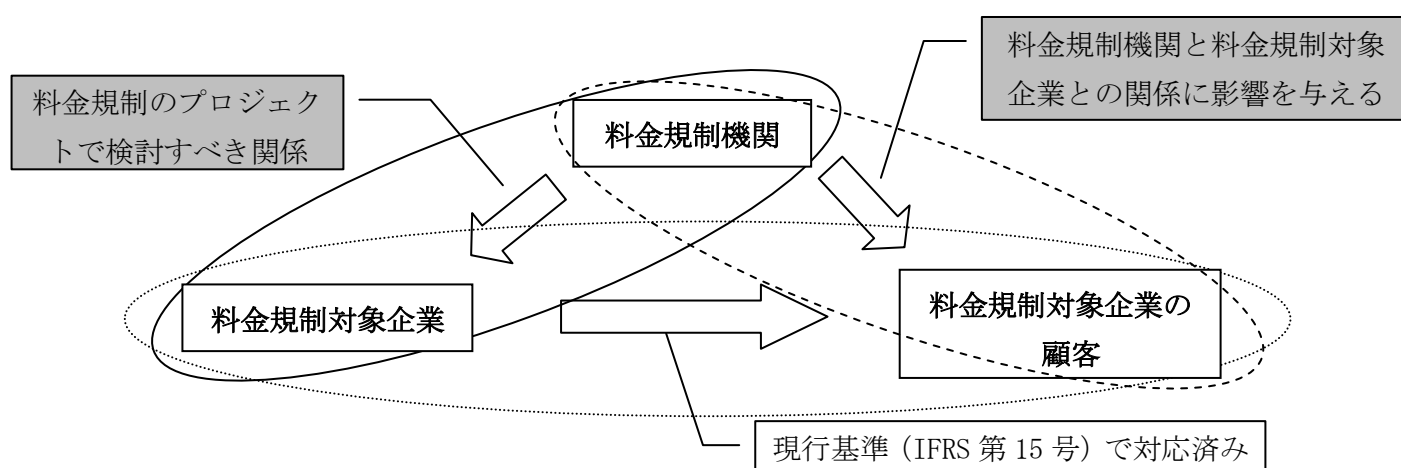 料金規制機関と料金規制対象
企業との関係に影響を与える
料金規制のプロジェク
トで検討すべき関係
料金規制機関
料金規制対象企業
料金規制対象企業の
顧客
現行基準（IFRS 第 15 号）で対応済み